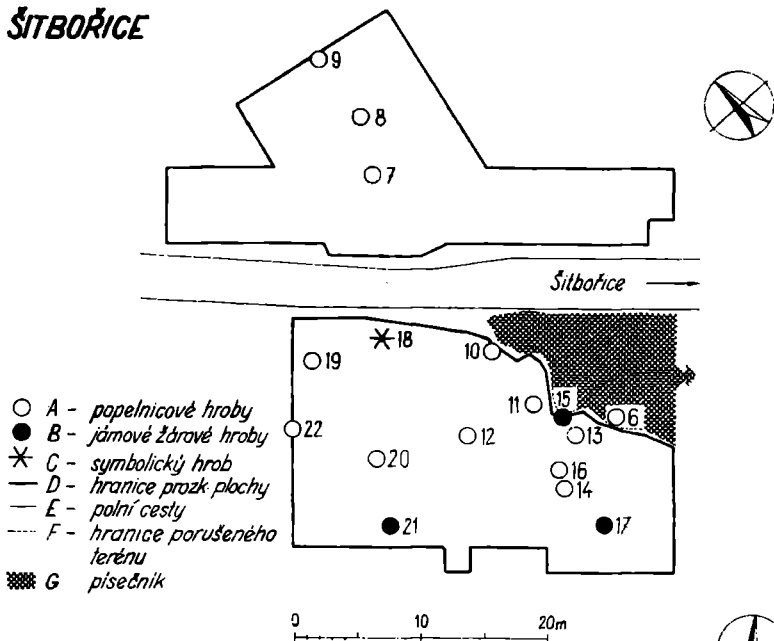 ŠITBOŘICE
9
8
7
Šitbořice
18
10
19
11
15
6
22
12
13
20
16
14
21
17
A - popelnicové hroby
B - jámové žárové hroby
C - symbolický hrob
D - hranice prozk. plochy
E - polní cesty
F - hranice porušeného
terénu
G písečník
0 10 20m